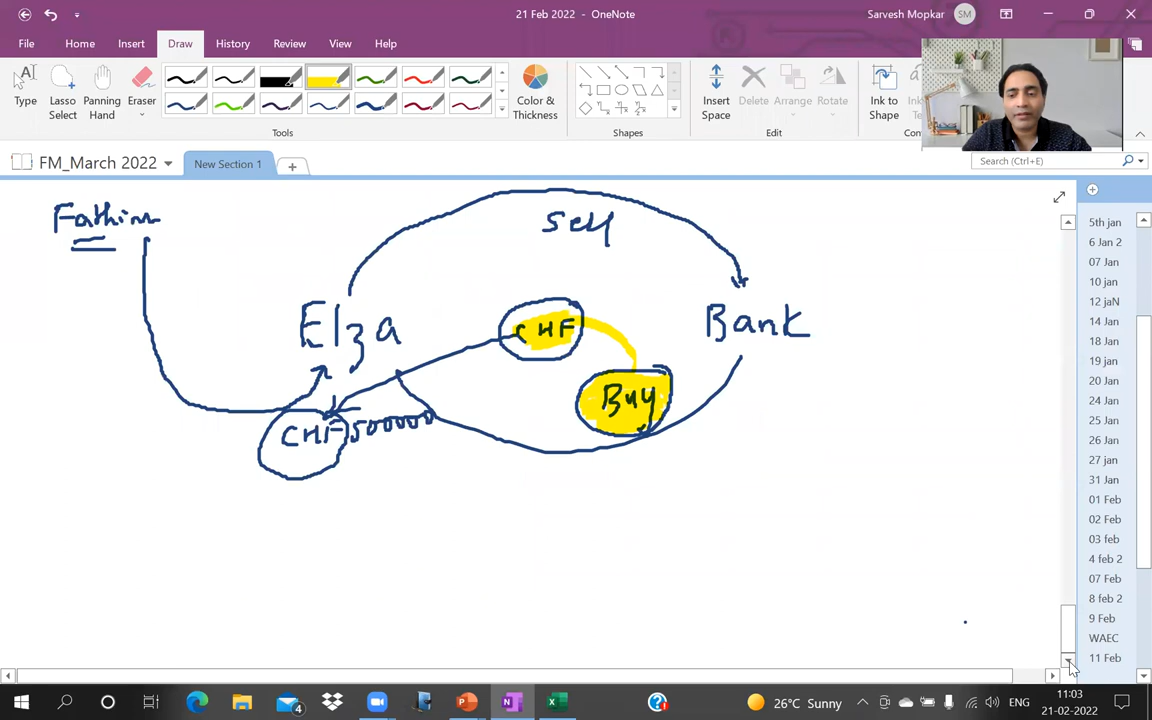 21 Feb 2022 - OneNote
Sarvesh Mopkar
SM
File
Home
Insert
Draw
History
Review
View
Help
Type
Lasso
Select
Panning
Hand
Eraser
Color &
Thickness
Insert
Space
Delete
Arrange
Rotate
Ink to
Shape
Tools
Shapes
Edit
FM_March 2022
New Section 1
Search (Ctrl+E)
Fathima
Sell
Elza
CHF
Bank
Buy
CHF 500000
5th jan
6 Jan 2
07 Jan
10 jan
12 jaN
14 Jan
18 Jan
19 jan
20 Jan
24 Jan
25 Jan
26 Jan
27 jan
31 Jan
01 Feb
02 Feb
03 feb
4 feb 2
07 Feb
8 feb 2
9 Feb
WAEC
11 Feb
26°C Sunny
ENG
11:03
21-02-2022